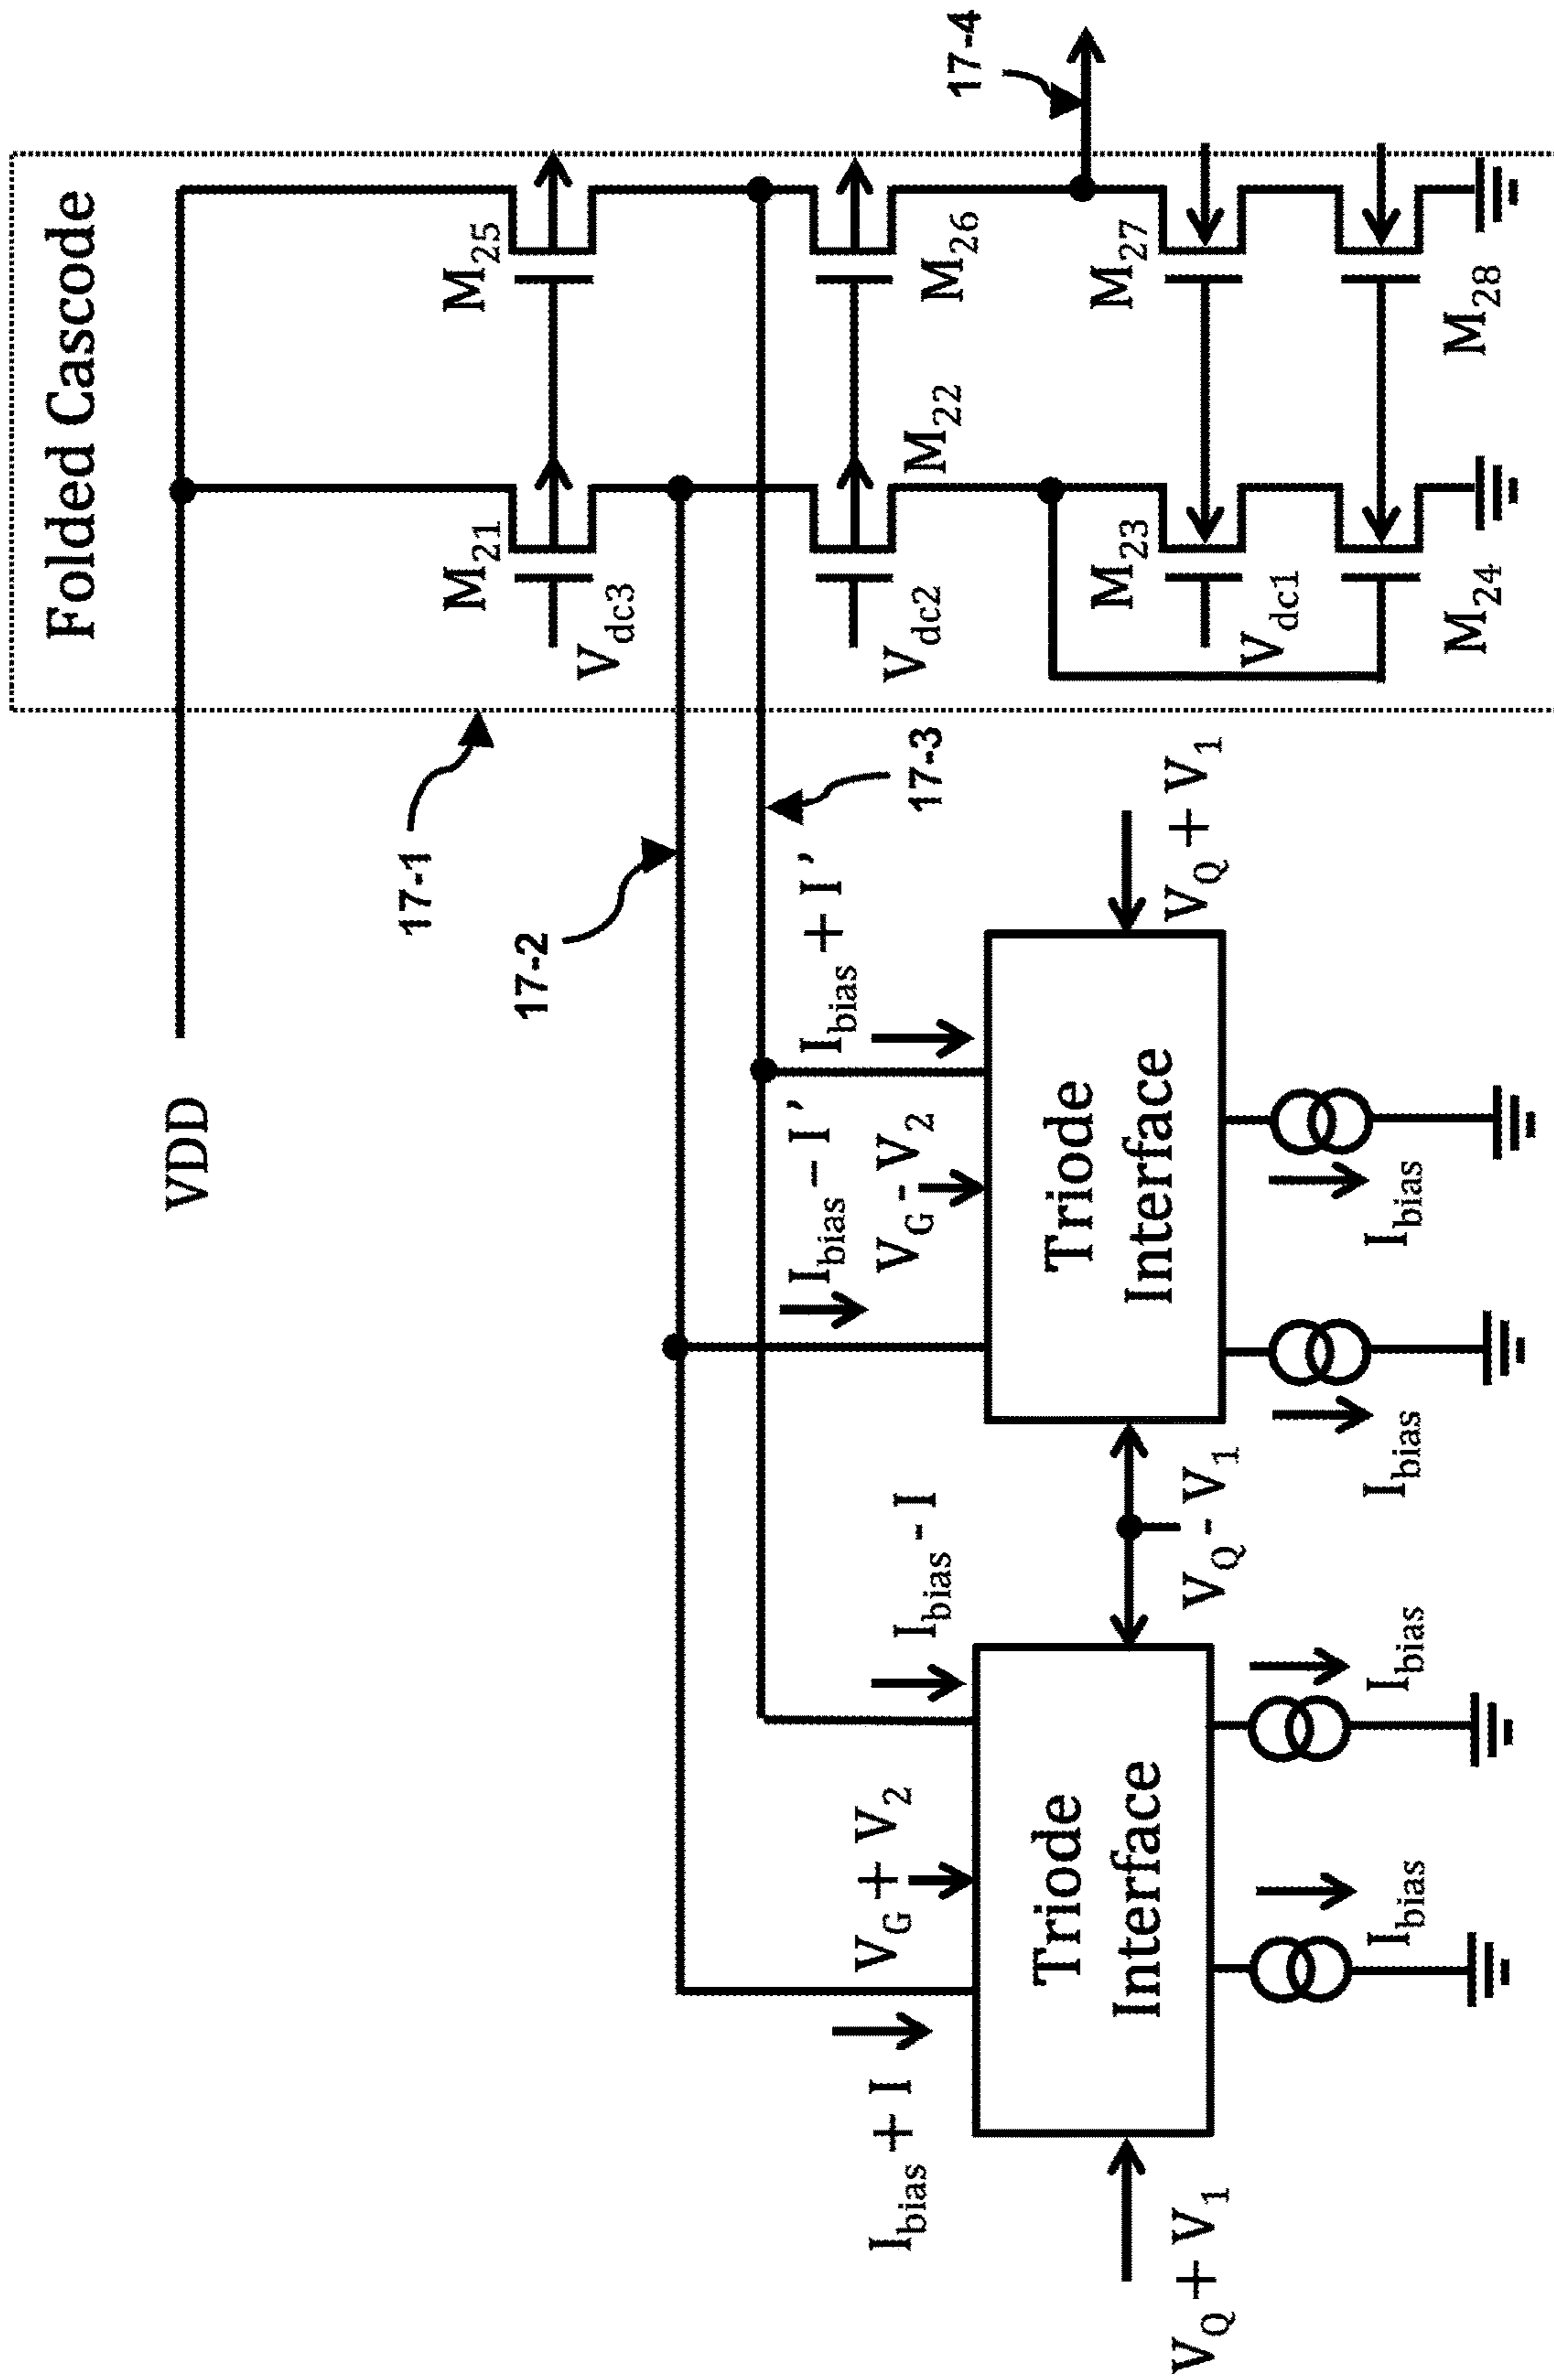 Folded Cascode
VDD
17-1
17-2
17-3
17-4
M21
M25
Vdc3
M22
M26
Vdc2
M23
M27
Vdc1
M24
M28
Ibias + I
VG + V2
Ibias - I
Ibias - I'
VG - V2
Ibias + I'
VQ + V1
Triode
Interface
VQ - V1
Triode
Interface
VQ + V1
Ibias
Ibias
Ibias
Ibias